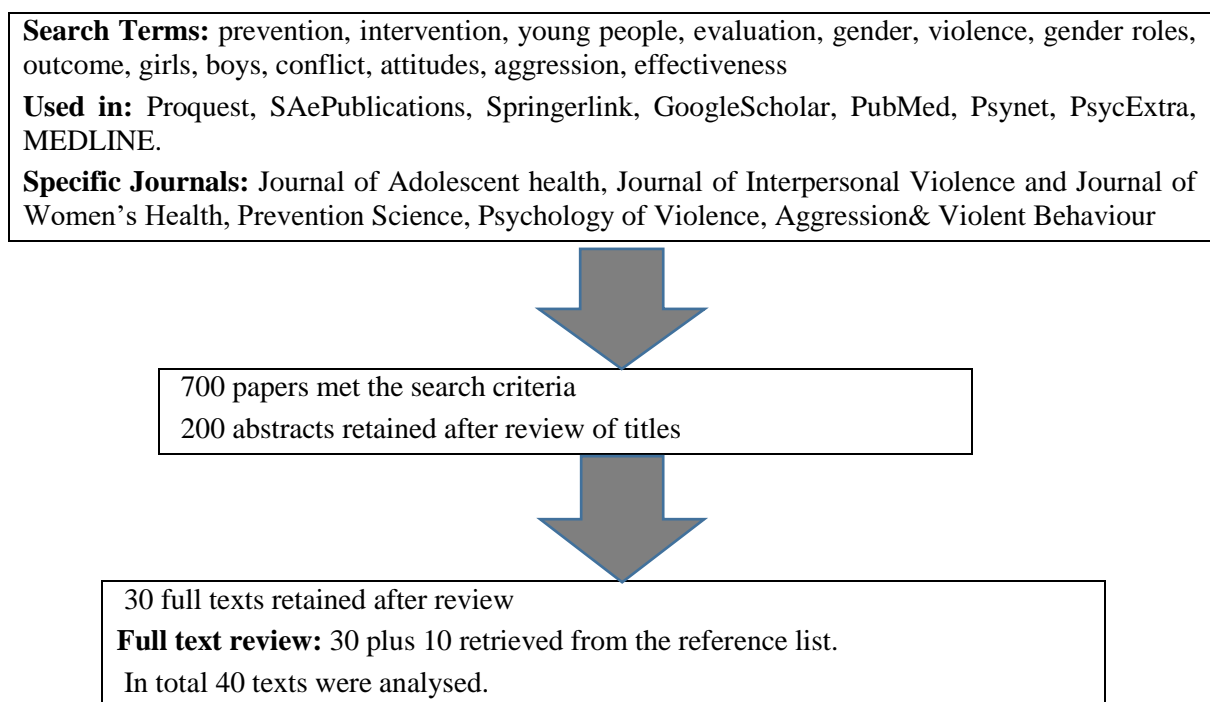 Search Terms: prevention, intervention, young people, evaluation, gender, violence, gender roles,
outcome, girls, boys, conflict, attitudes, aggression, effectiveness
Used in: Proquest, SAePublications, Springerlink, GoogleScholar, PubMed, Psynet, PsycExtra,
MEDLINE.
Specific Journals: Journal of Adolescent health, Journal of Interpersonal Violence and Journal of
Women's Health, Prevention Science, Psychology of Violence, Aggression& Violent Behaviour
700 papers met the search criteria
200 abstracts retained after review of titles
30 full texts retained after review
Full text review: 30 plus 10 retrieved from the reference list.
In total 40 texts were analysed.